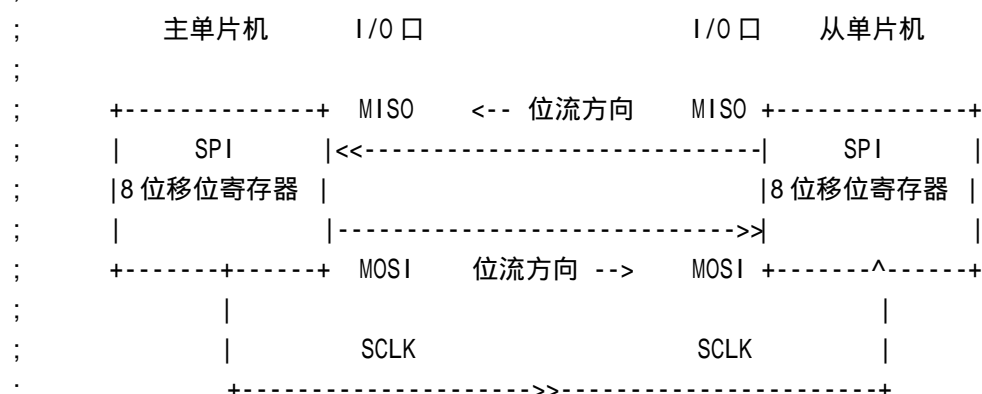 ;           主单片机      I/O口                  I/O口    从单片机
;
;      +--------------+  MISO    <-- 位流方向    MISO +--------------+
;      |      SPI      |<<-----------------------------|      SPI      |
;      |8位移位寄存器  |                               |8位移位寄存器  |
;      |               |----------------------------->>|               |
;      +-------+------+  MOSI    位流方向 -->    MOSI +-------^------+
;              |                                              |
;              |         SCLK                    SCLK         |
               +---------------------->>-----------------------+